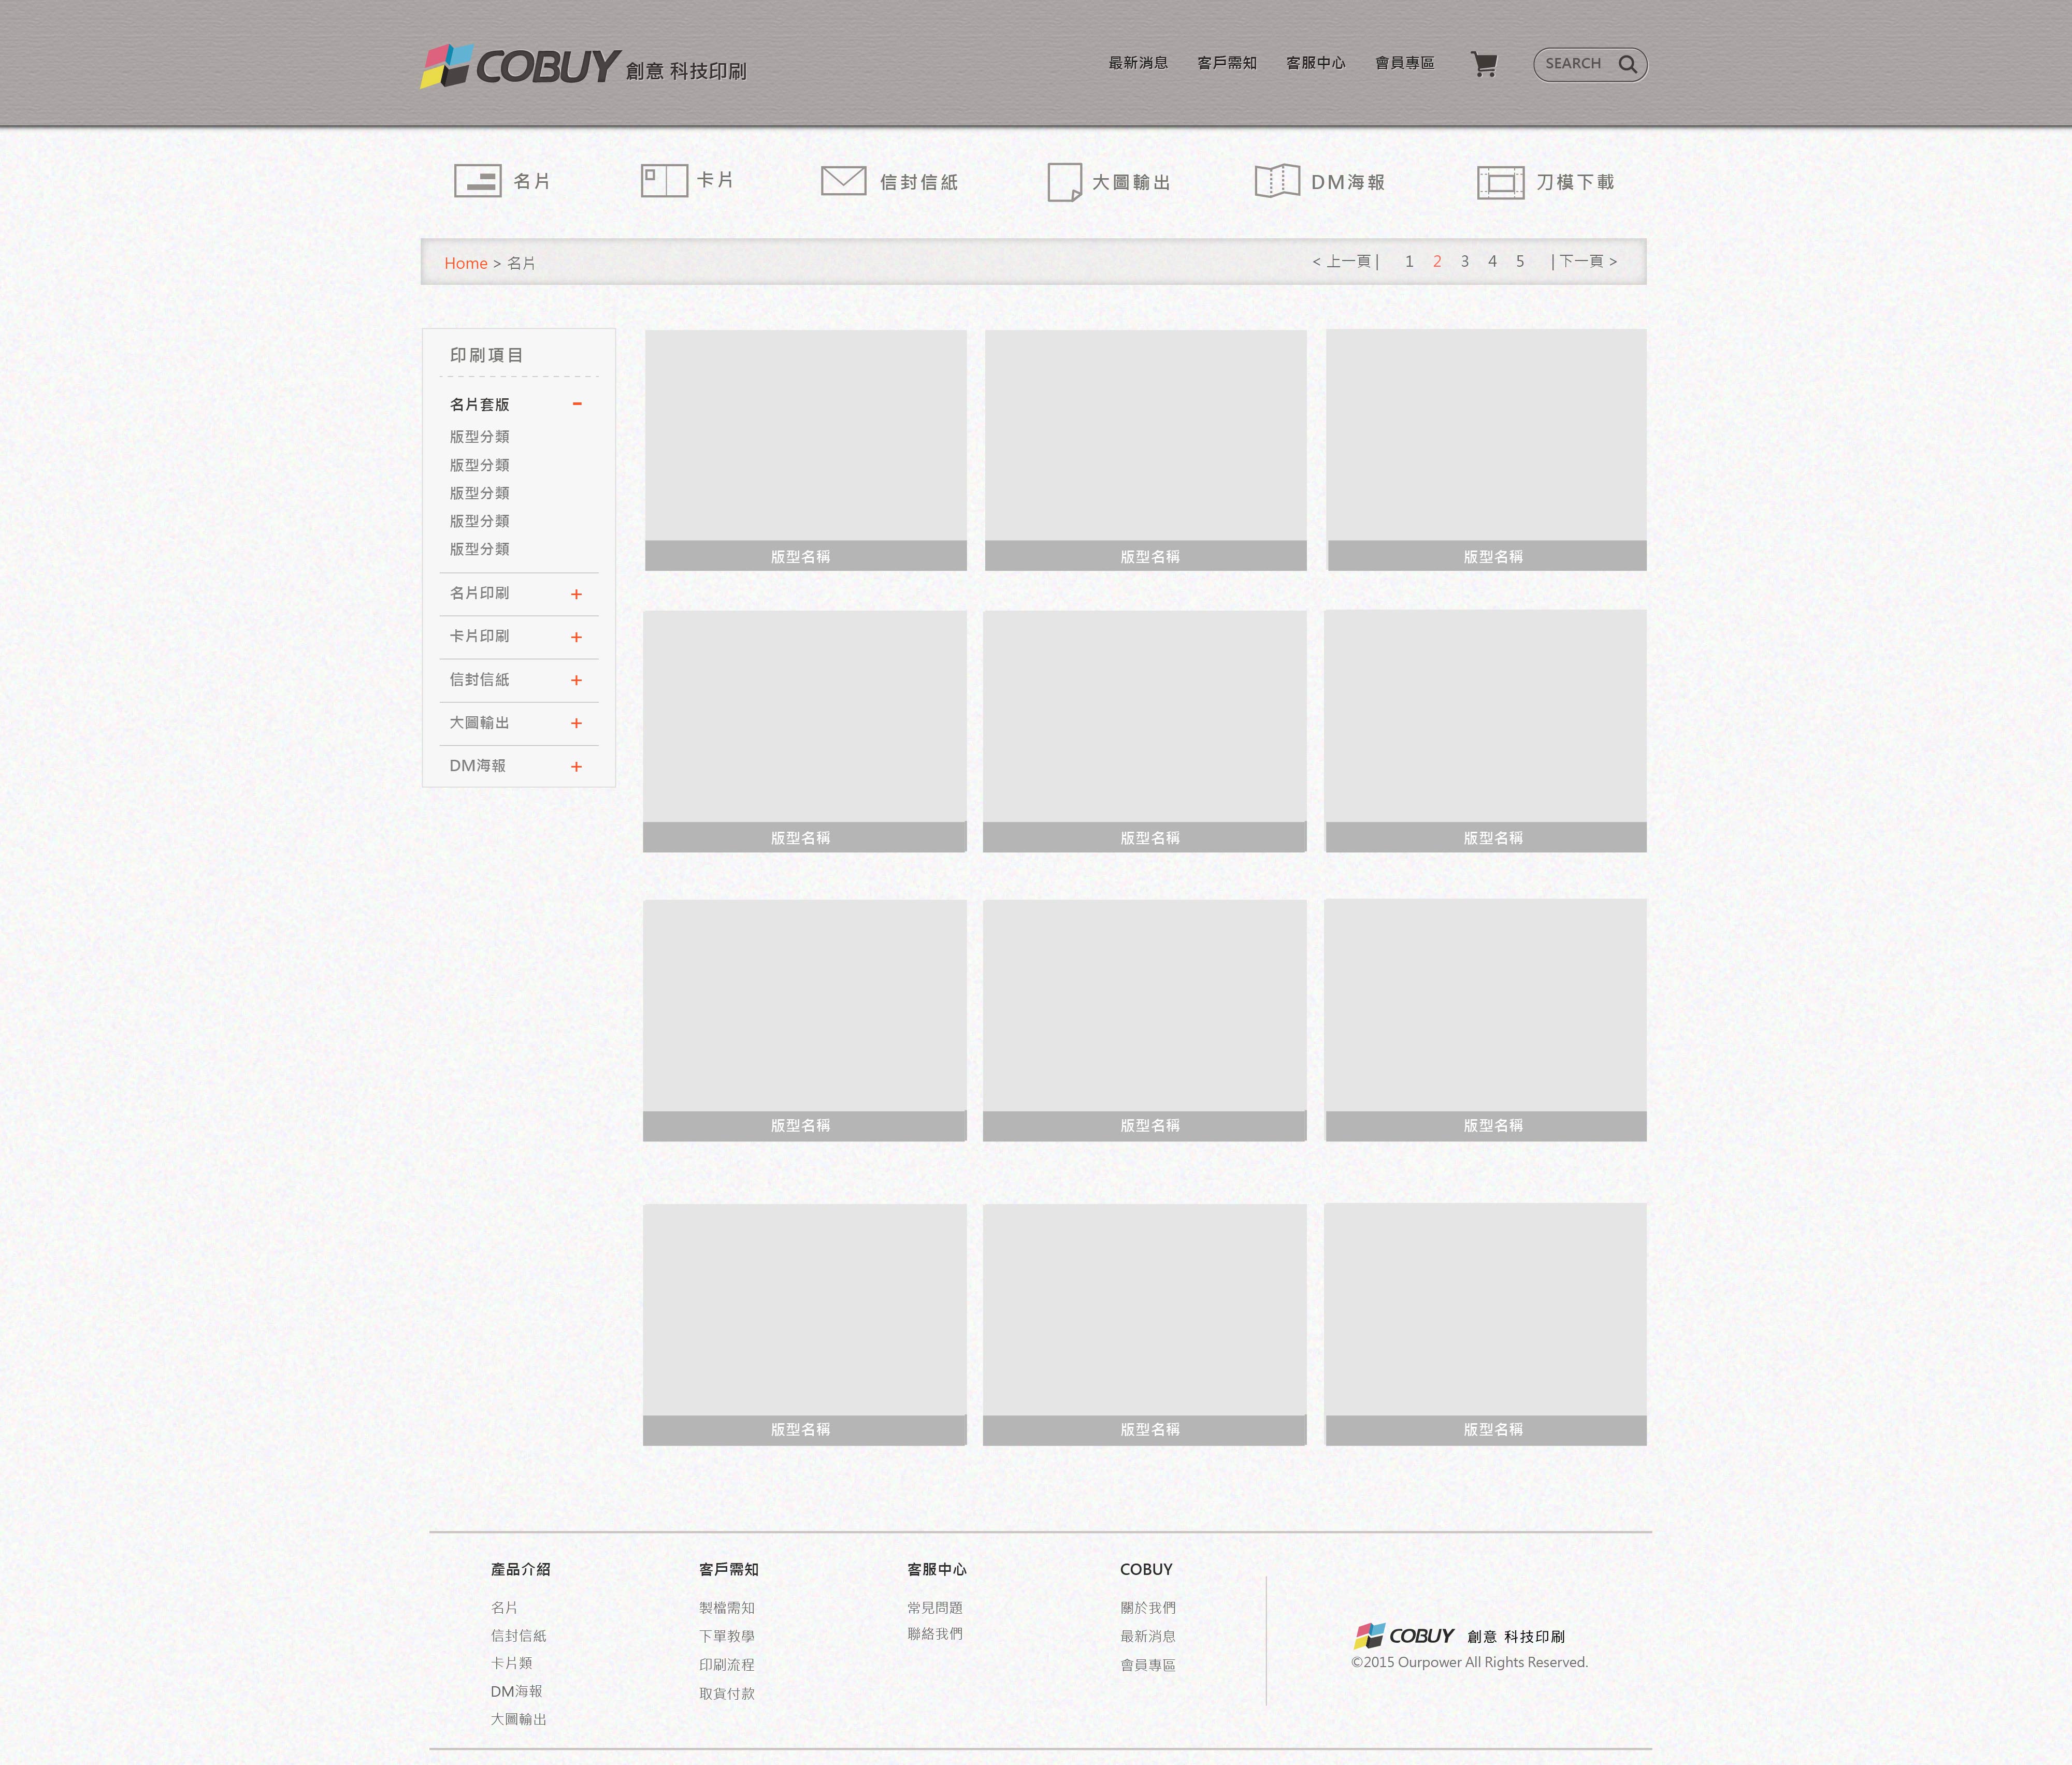 COBUY 創意 科技印刷
最新消息 客戶需知 客服中心 會員專區 SEARCH
名片 卡片 信封信紙 大圖輸出 DM海報 刀模下載
Home > 名片
< 上一頁 | 1 2 3 4 5 | 下一頁 >
印刷項目
名片套版 -
版型分類
版型分類
版型分類
版型分類
版型分類
名片印刷 +
卡片印刷 +
信封信紙 +
大圖輸出 +
DM海報 +
版型名稱 版型名稱 版型名稱
版型名稱 版型名稱 版型名稱
版型名稱 版型名稱 版型名稱
版型名稱 版型名稱 版型名稱
產品介紹
名片
信封信紙
卡片類
DM海報
大圖輸出
客戶需知
製檔需知
下單教學
印刷流程
取貨付款
客服中心
常見問題
聯絡我們
COBUY
關於我們
最新消息
會員專區
COBUY 創意 科技印刷
©2015 Ourpower All Rights Reserved.